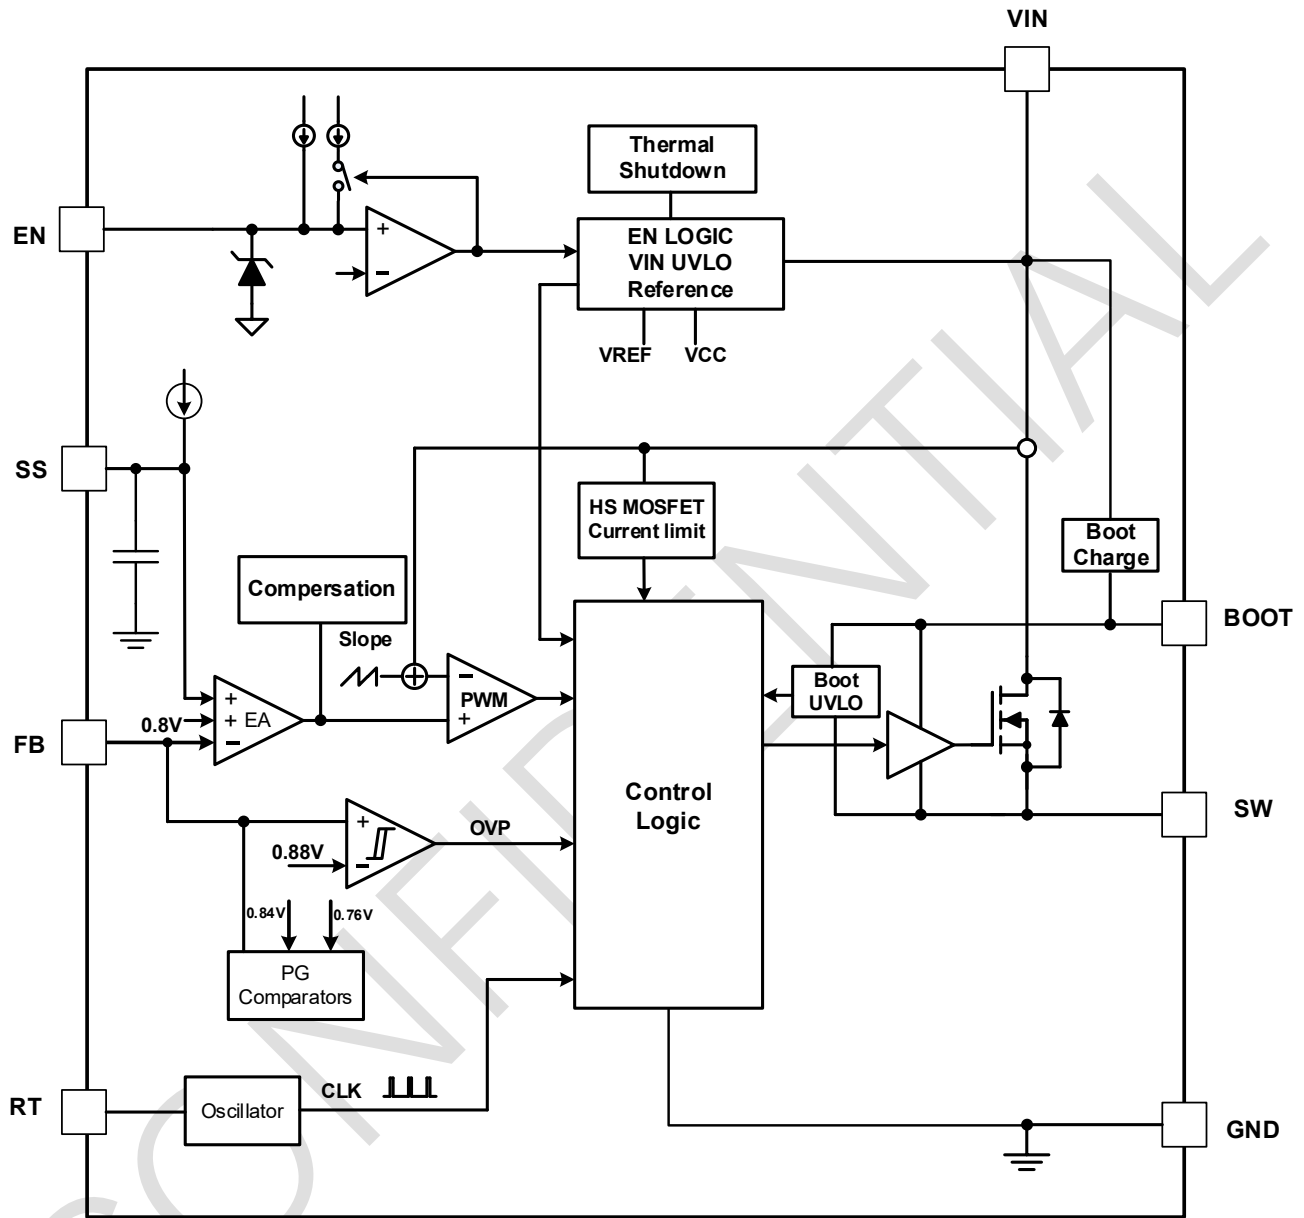 VIN
Thermal
Shutdown
EN
+
−
EN LOGIC
VIN UVLO
Reference
VREF
VCC
SS
HS MOSFET
Current limit
Boot
Charge
Compersation
BOOT
Slope
+
−
PWM
+
Boot
UVLO
+
+ EA
−
0.8V
FB
Control
Logic
SW
+
OVP
0.88V
−
0.84V
0.76V
PG
Comparators
RT
Oscillator
CLK
GND
CONFIDENTIAL